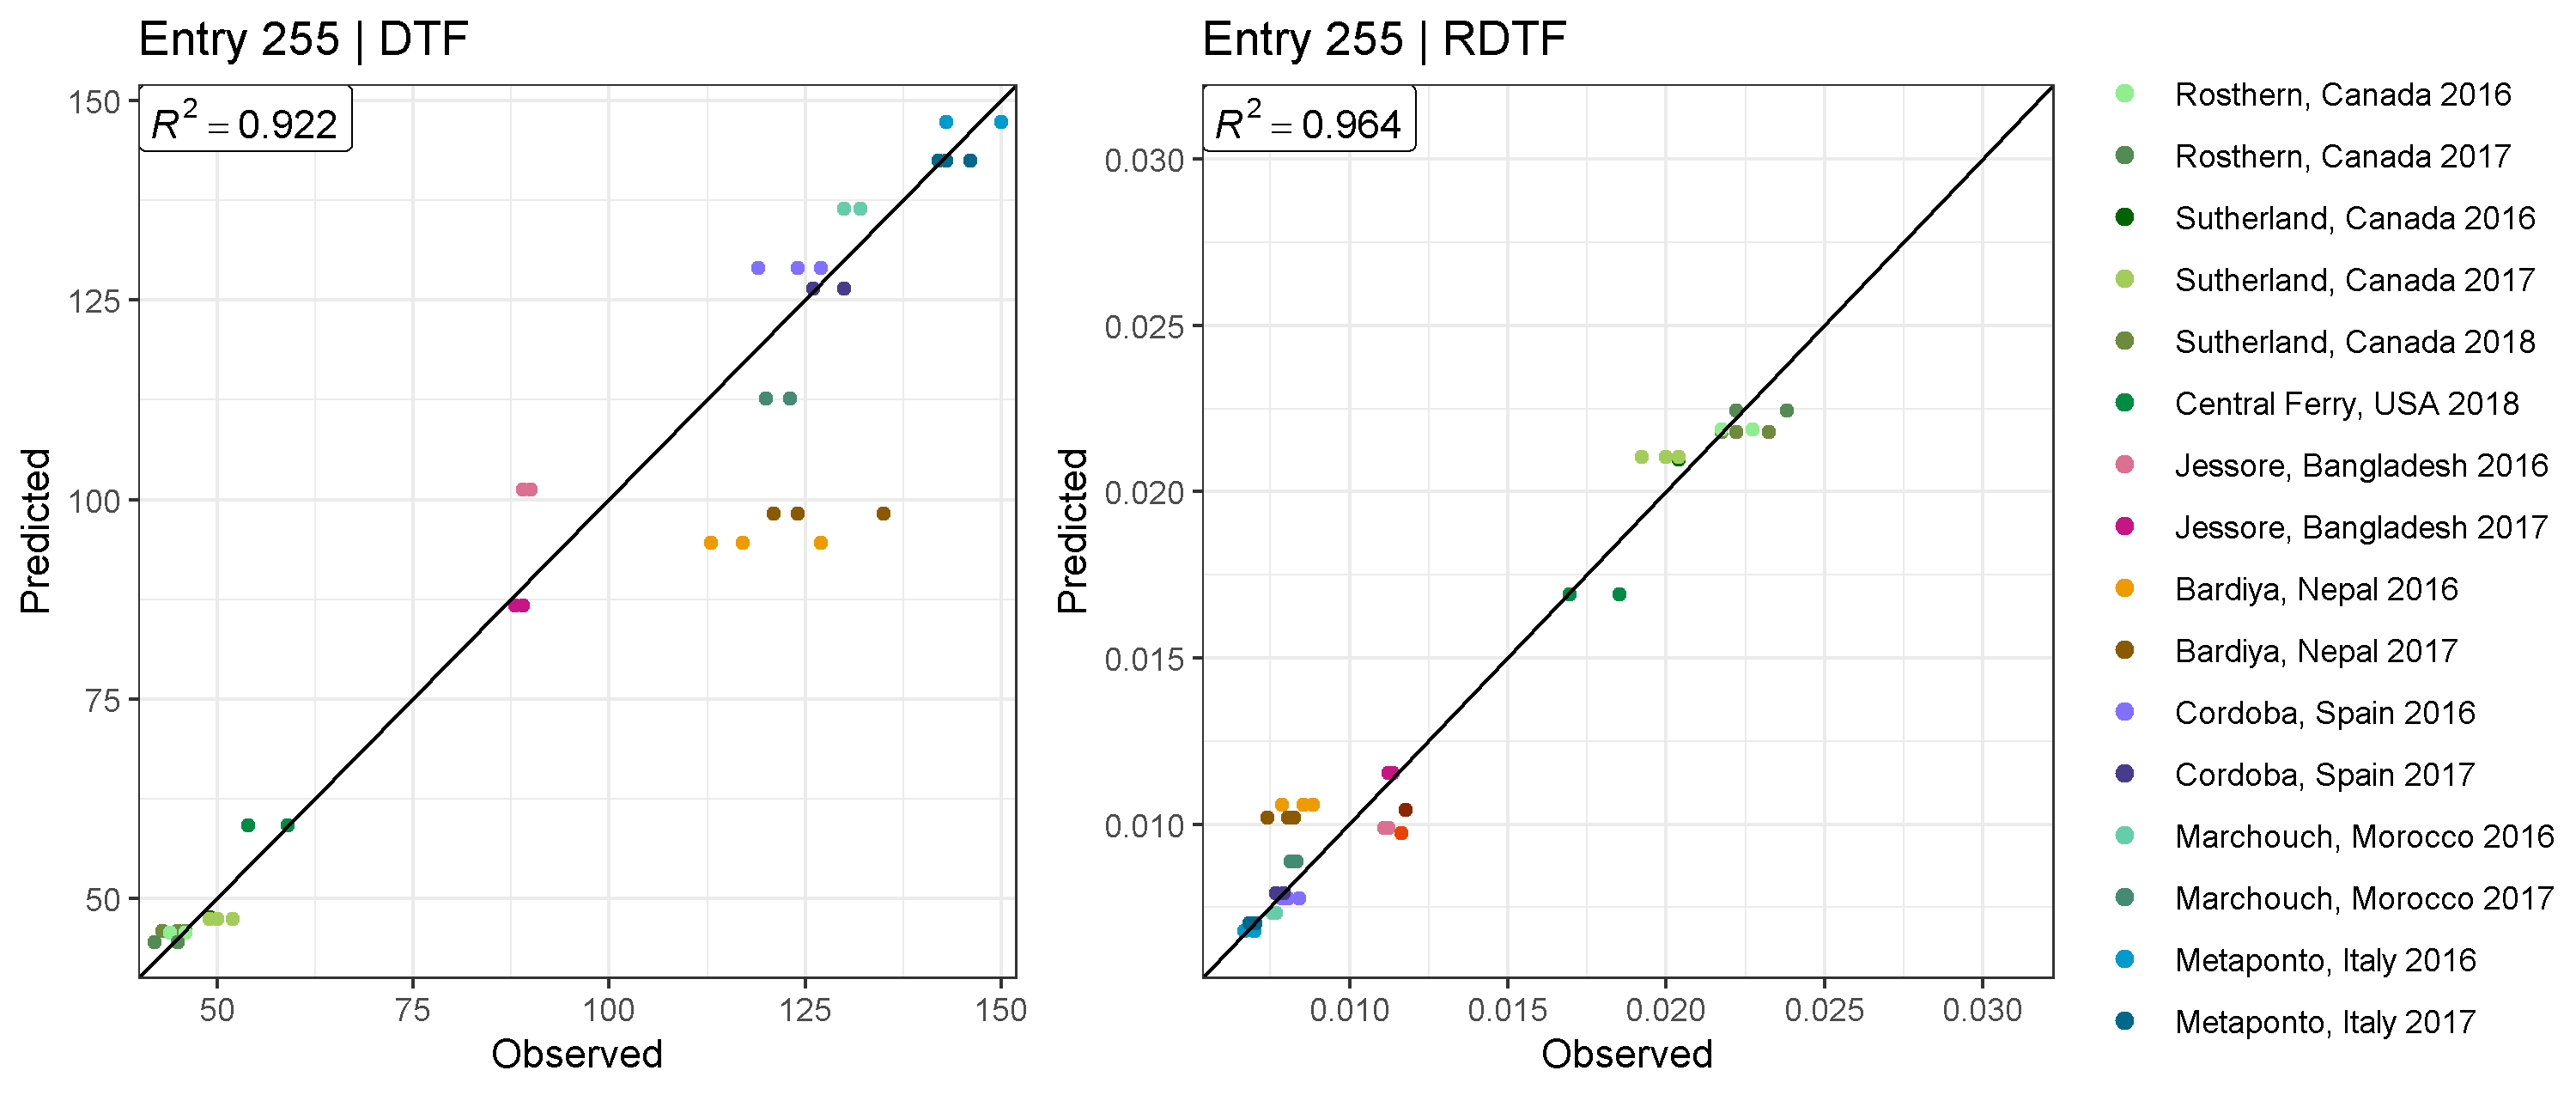 Entry 255 | DTF
R² = 0.922
150
125
100
75
50
Predicted
50 75 100 125 150
Observed
Entry 255 | RDTF
R² = 0.964
0.030
0.025
0.020
0.015
0.010
Predicted
0.010 0.015 0.020 0.025 0.030
Observed
Rosthern, Canada 2016
Rosthern, Canada 2017
Sutherland, Canada 2016
Sutherland, Canada 2017
Sutherland, Canada 2018
Central Ferry, USA 2018
Jessore, Bangladesh 2016
Jessore, Bangladesh 2017
Bardiya, Nepal 2016
Bardiya, Nepal 2017
Cordoba, Spain 2016
Cordoba, Spain 2017
Marchouch, Morocco 2016
Marchouch, Morocco 2017
Metaponto, Italy 2016
Metaponto, Italy 2017